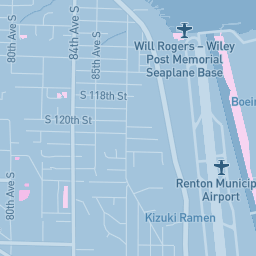 80th Ave S
84th Ave S
85th Ave S
Will Rogers – Wiley
Post Memorial
Seaplane Base
S 118th St
Boein
S 120th St
80th Ave S
Renton Municip
Airport
Kizuki Ramen